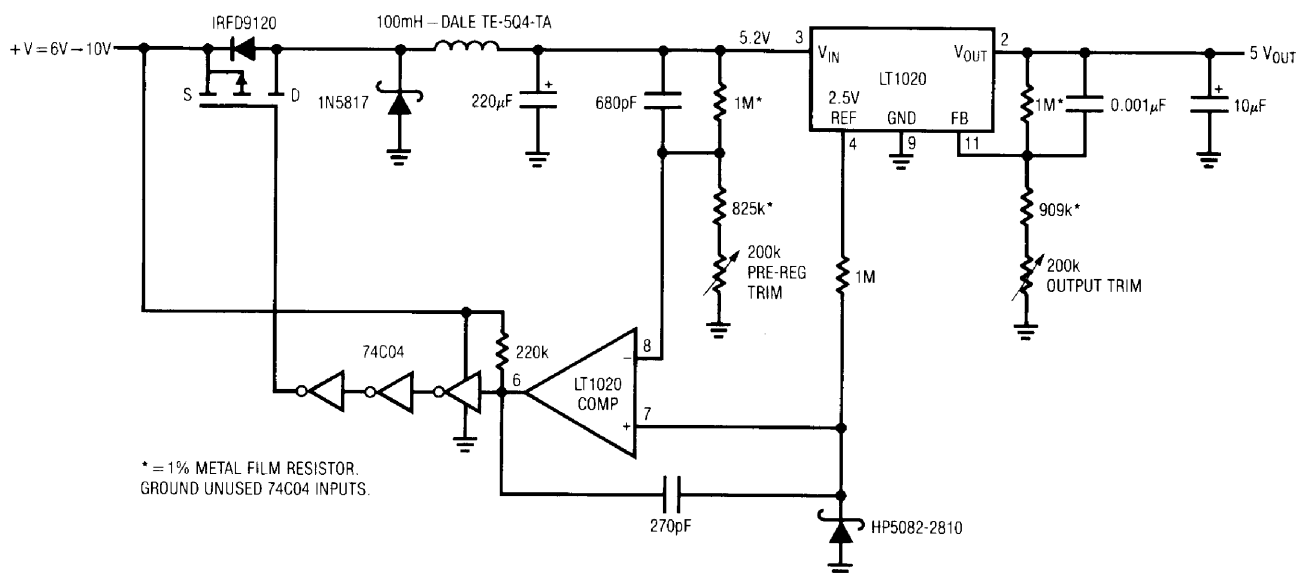 IRFD9120
100mH – DALE TE-5Q4-TA
+V = 6V → 10V
S
D
1N5817
220µF
+
680pF
1M*
5.2V
3
VIN
VOUT
2
LT1020
2.5V
REF
GND
FB
4
9
11
5 VOUT
1M*
0.001µF
+
10µF
825k*
200k
PRE-REG
TRIM
1M
909k*
200k
OUTPUT TRIM
74C04
220k
6
8
–
LT1020
COMP
7
+
270pF
HP5082-2810
* = 1% METAL FILM RESISTOR.
GROUND UNUSED 74C04 INPUTS.